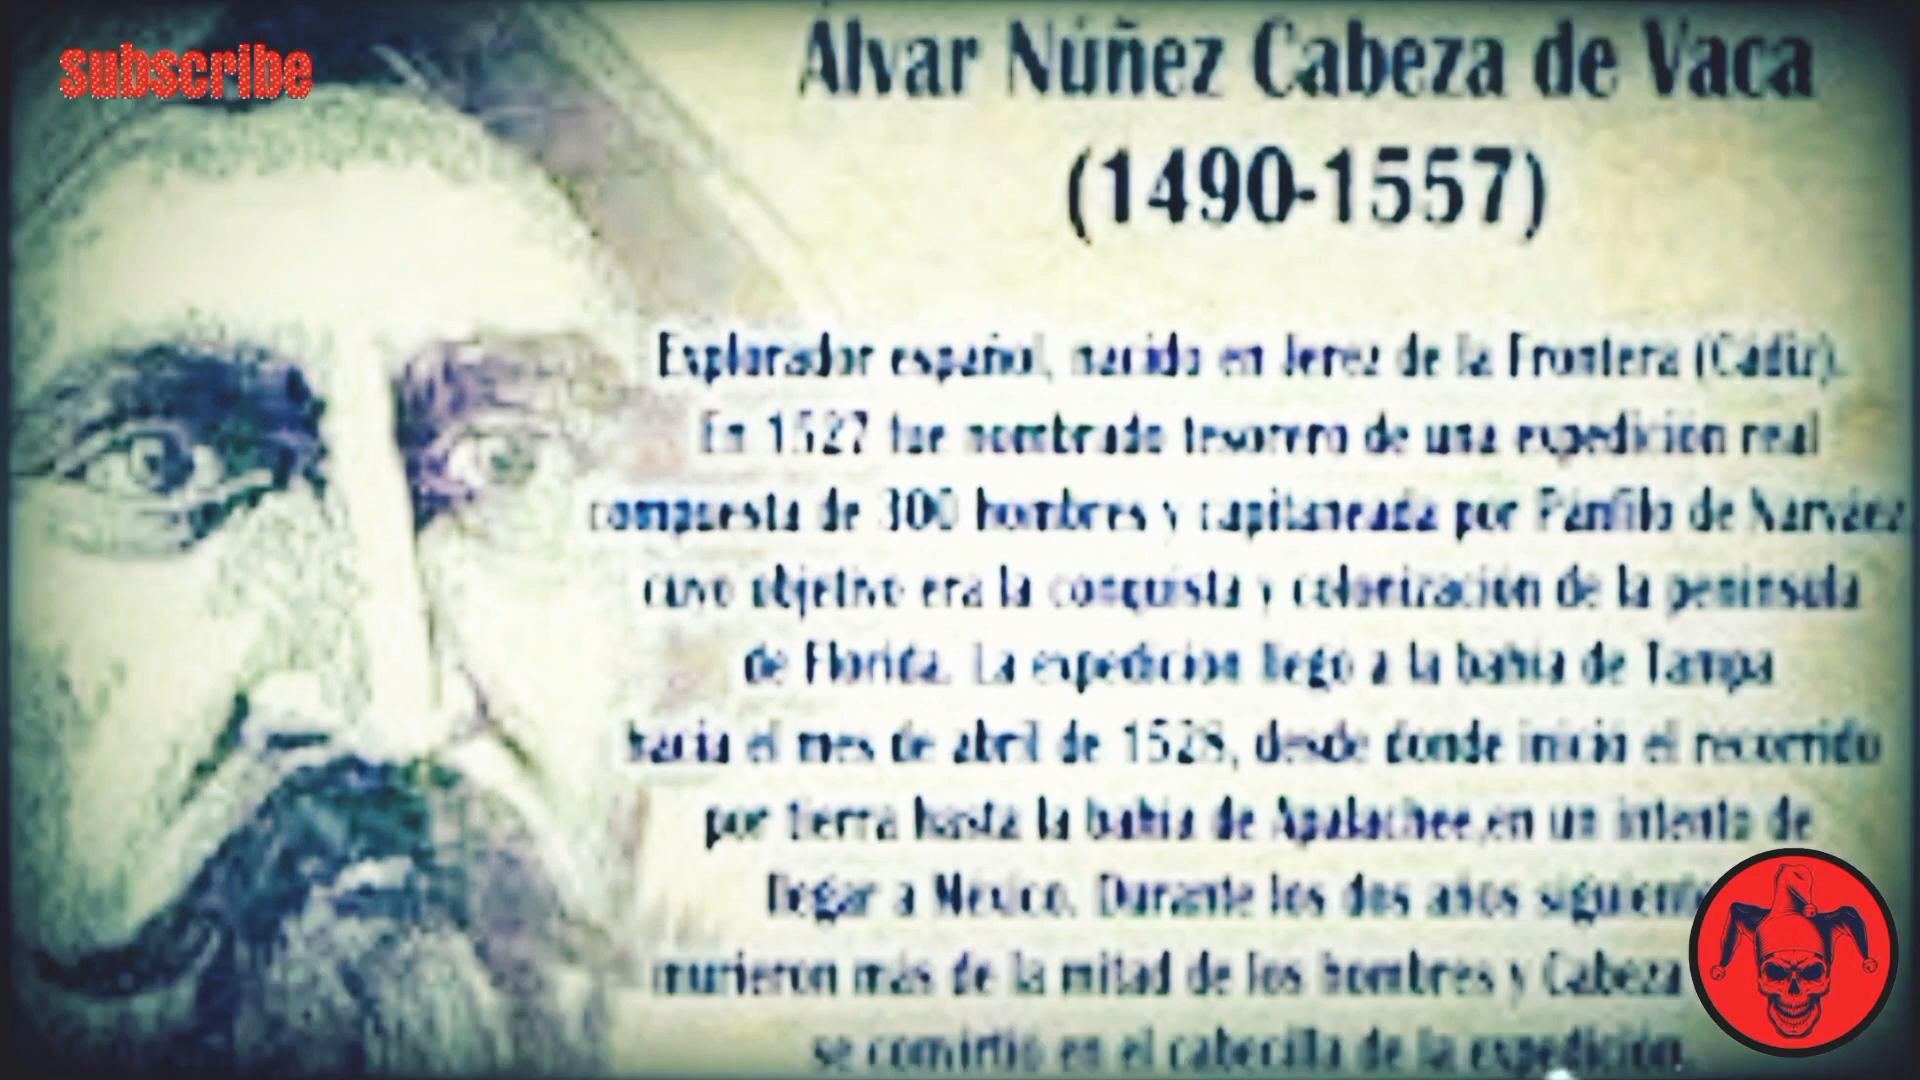 subscribe
Álvar Núñez Cabeza de Vaca
(1490-1557)
Explorador español, nacido en Jerez de la Frontera (Cádiz).
En 1527 fue nombrado tesorero de una expedición real
compuesta de 300 hombres y capitaneada por Pánfilo de Narváez
cuyo objetivo era la conquista y colonización de la península
de Florida. La expedición llegó a la bahía de Tampa
hacia el mes de abril de 1528, desde donde inició el recorrido
por tierra hasta la bahía de Apalachee,en un intento de
llegar a México. Durante los dos años
murieron más de la mitad de los hombres y Cabeza
se convirtió en el cabecilla de la expedición.